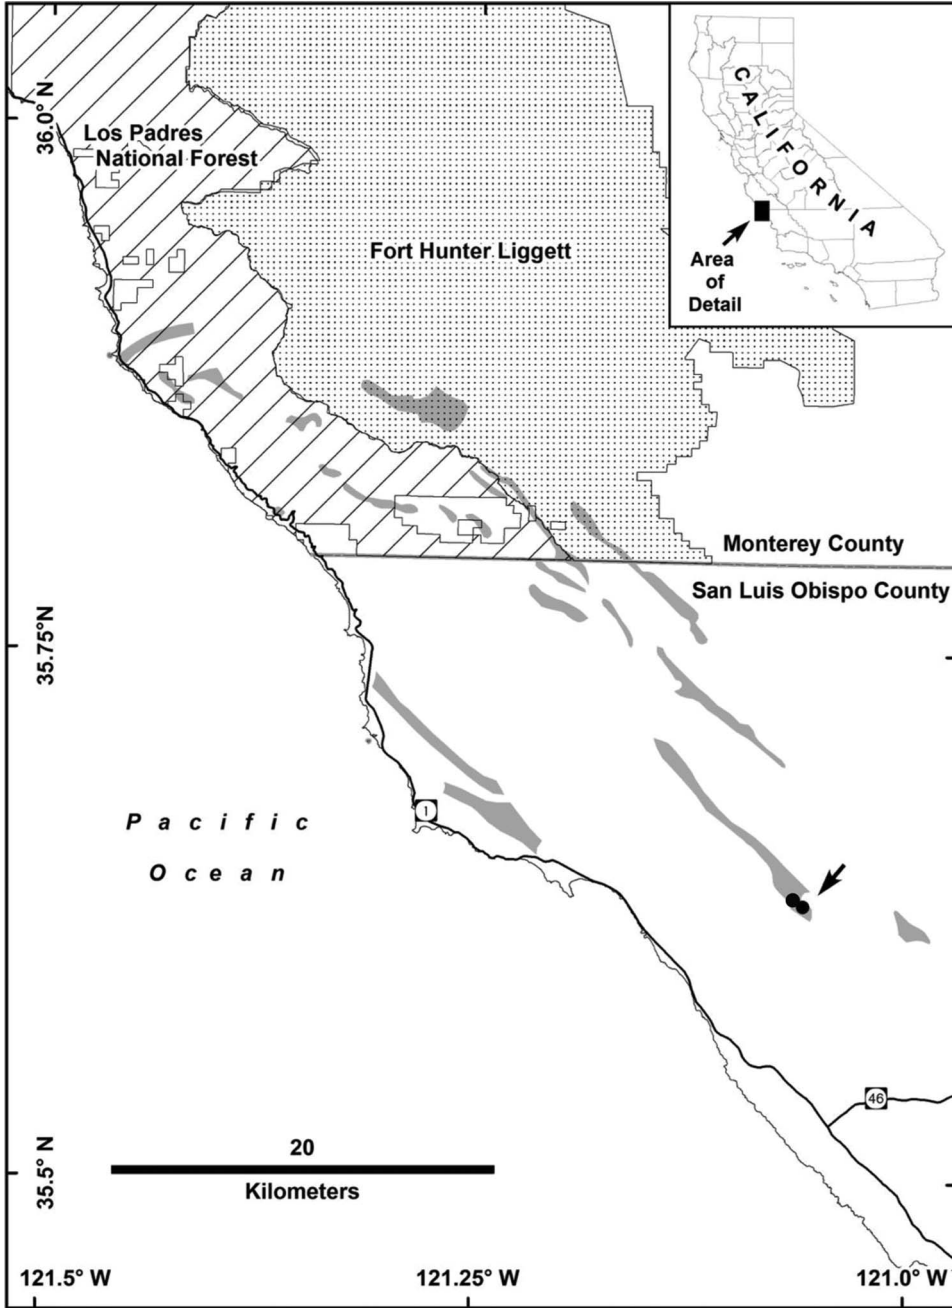 36.0° N
Los Padres
National Forest
Fort Hunter Liggett
CALIFORNIA
Area
of
Detail
Monterey County
San Luis Obispo County
35.75°N
1
Pacific
Ocean
46
35.5° N
20
Kilometers
121.5° W
121.25° W
121.0° W